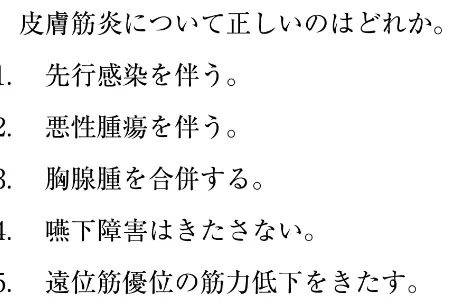 皮膚筋炎について正しいのはどれか。
1. 先行感染を伴う。
2. 悪性腫瘍を伴う。
3. 胸腺腫を合併する。
4. 嚥下障害はきたさない。
5. 遠位筋優位の筋力低下をきたす。